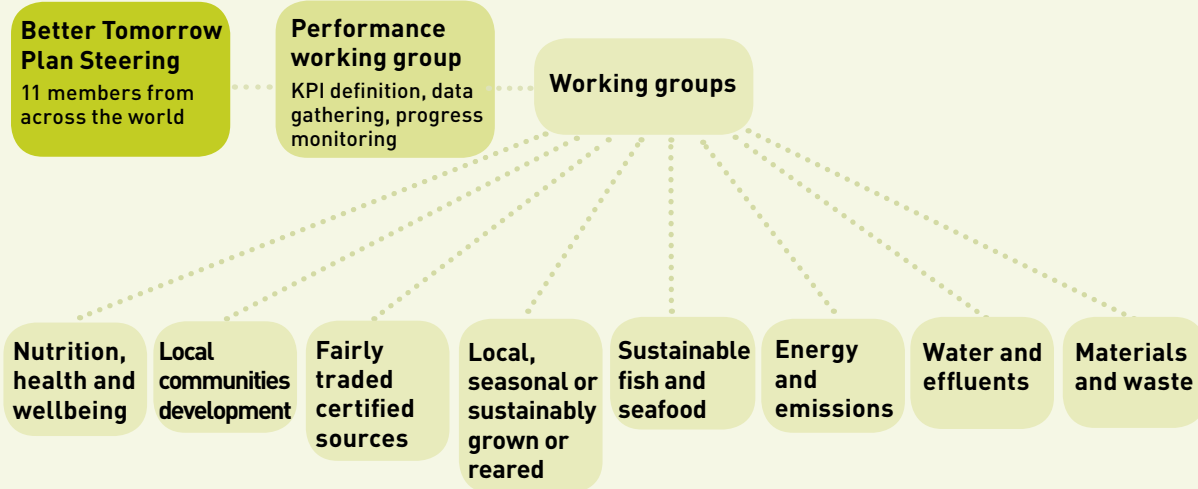 Better Tomorrow
Plan Steering
11 members from
across the world
Performance
working group
KPI definition, data
gathering, progress
monitoring
Working groups
Nutrition,
health and
wellbeing
Local
communities
development
Fairly
traded
certified
sources
Local,
seasonal or
sustainably
grown or
reared
Sustainable
fish and
seafood
Energy
and
emissions
Water and
effluents
Materials
and waste